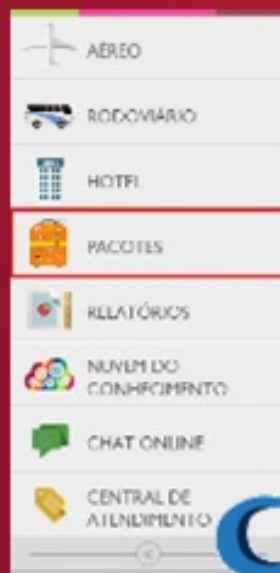 AÉREO
RODOVIÁRIO
HOTEL
PACOTES
RELATÓRIOS
NUVEM DO
CONHECIMENTO
CHAT ONLINE
CENTRAL DE
ATENDIMENTO